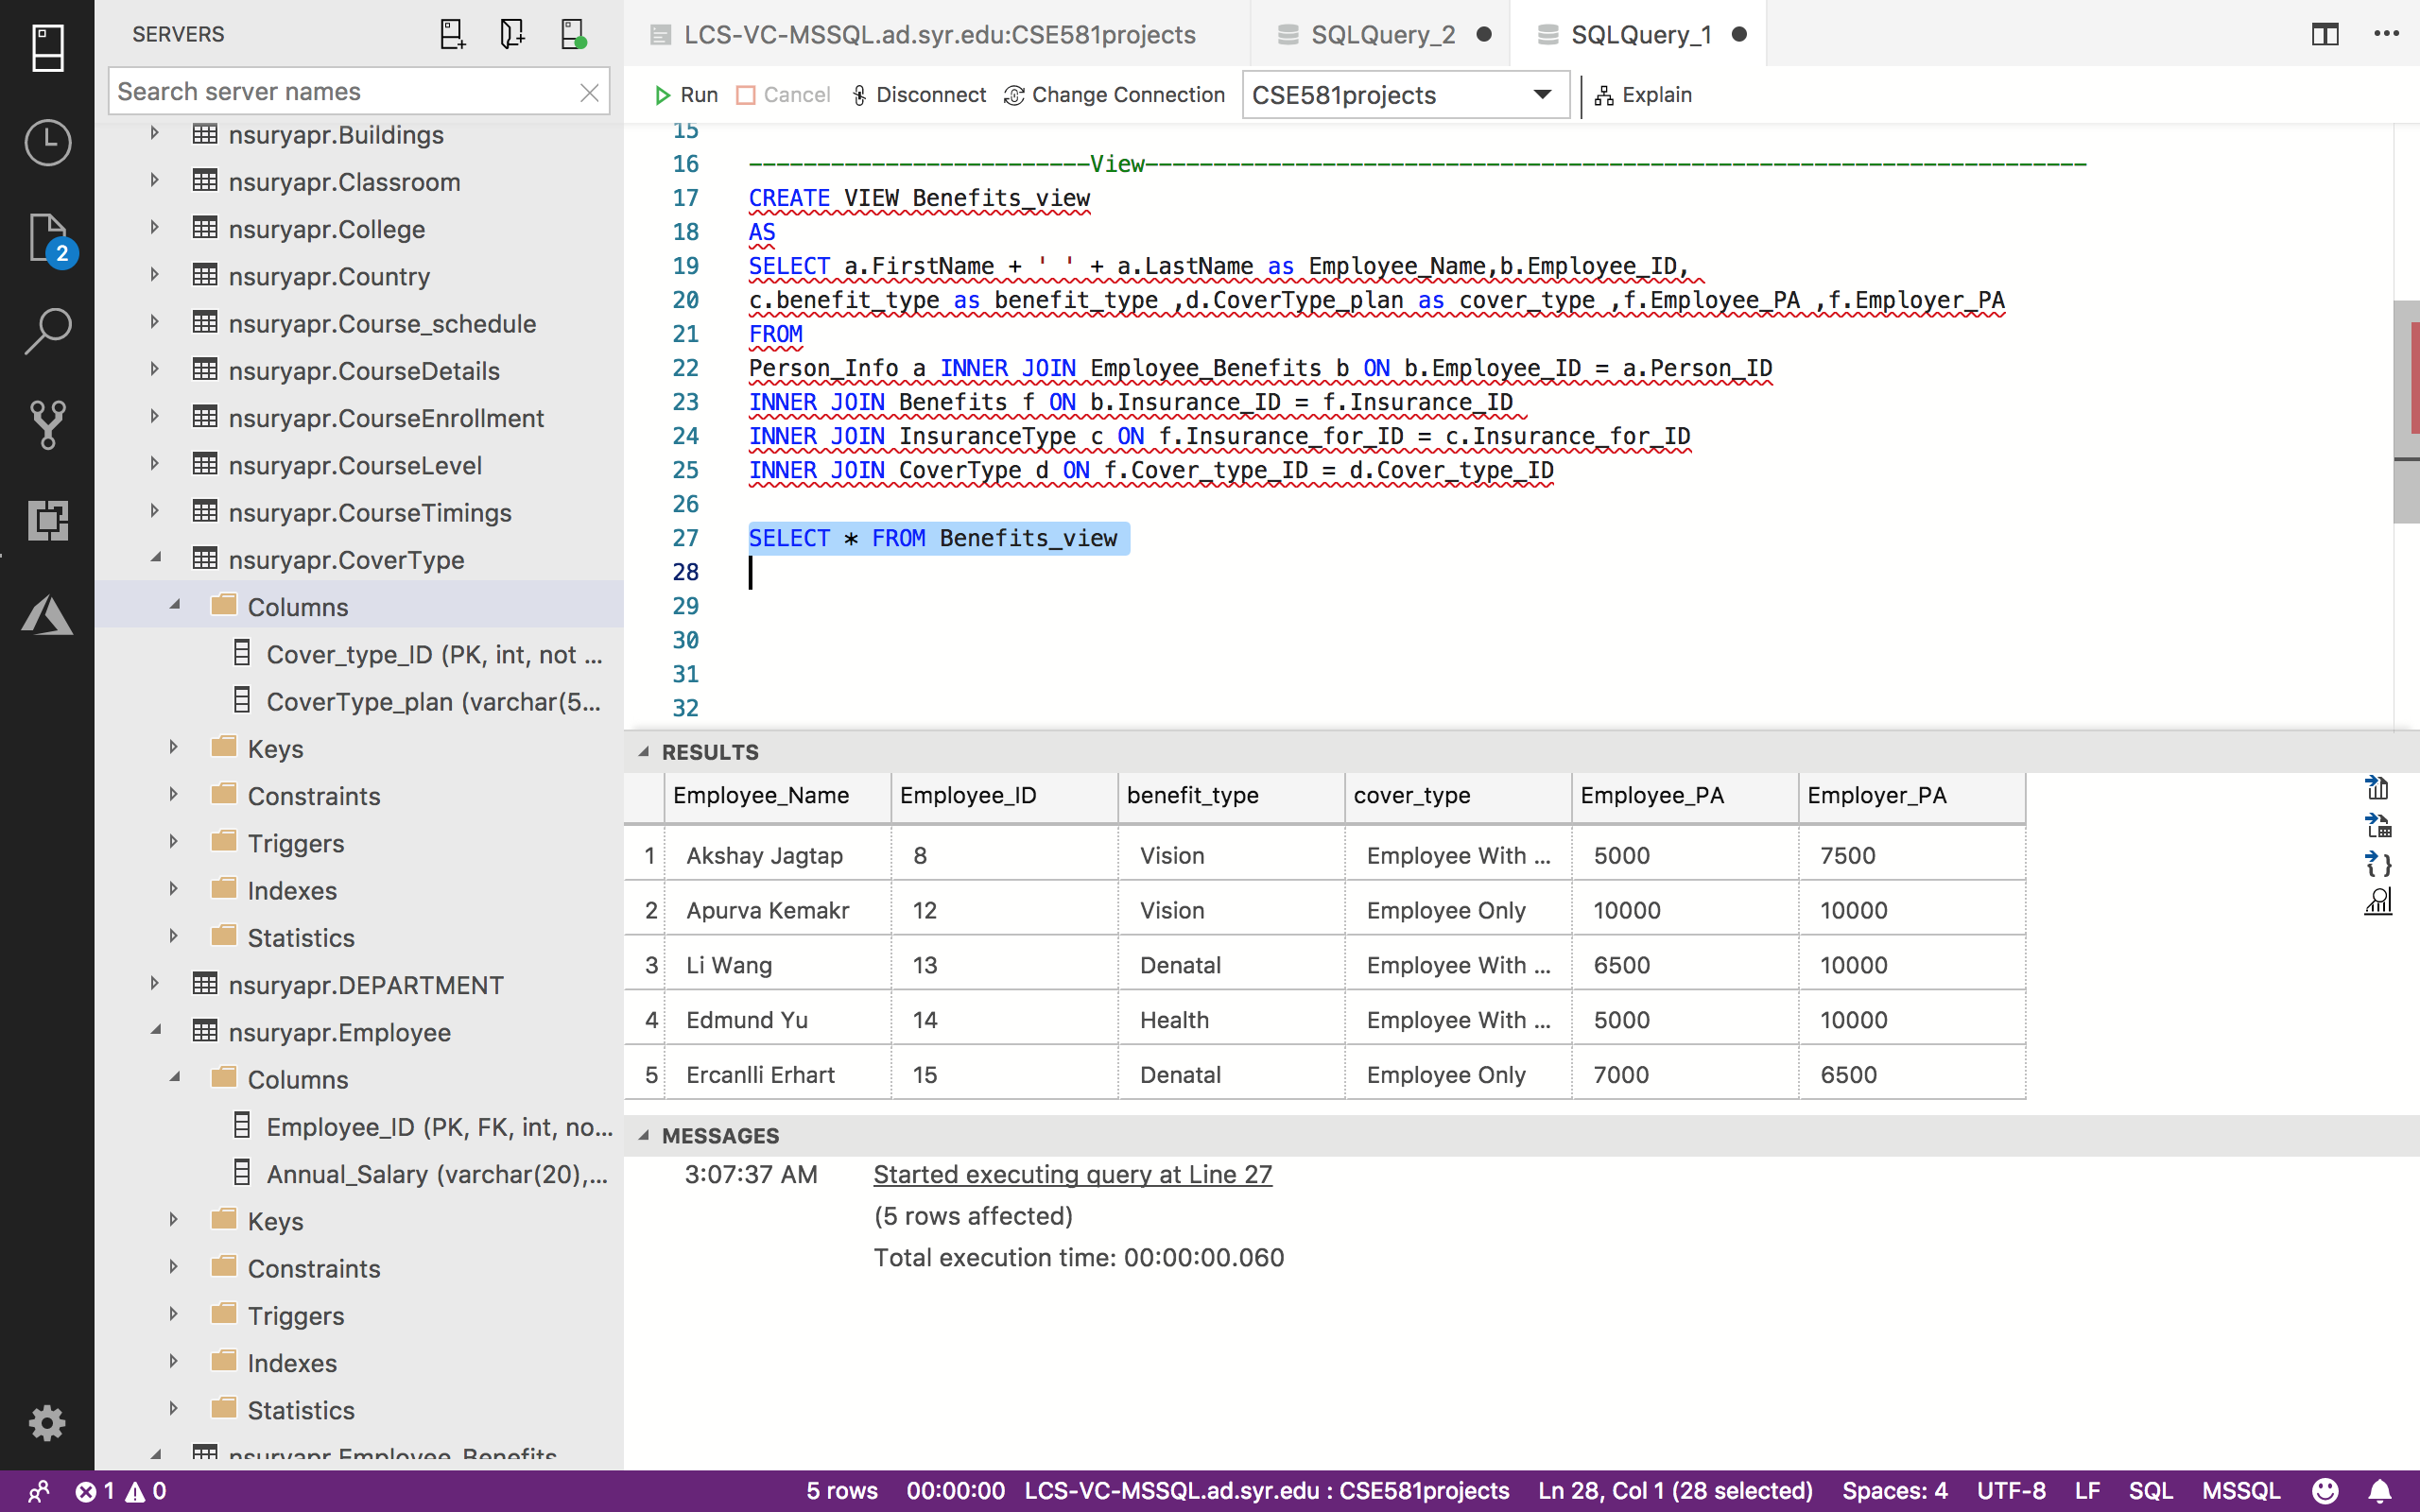 SERVERS
Search server names
nsuryapr.Buildings
nsuryapr.Classroom
nsuryapr.College
nsuryapr.Country
nsuryapr.Course_schedule
nsuryapr.CourseDetails
nsuryapr.CourseEnrollment
nsuryapr.CourseLevel
nsuryapr.CourseTimings
nsuryapr.CoverType
Columns
Cover_type_ID (PK, int, not ...
CoverType_plan (varchar(5...
Keys
Constraints
Triggers
Indexes
Statistics
nsuryapr.DEPARTMENT
nsuryapr.Employee
Columns
Employee_ID (PK, FK, int, no...
Annual_Salary (varchar(20),...
Keys
Constraints
Triggers
Indexes
Statistics
nsuryapr.Employee_Benefits
2
LCS-VC-MSSQL.ad.syr.edu:CSE581projects SQLQuery_2 SQLQuery_1
Run Cancel Disconnect Change Connection CSE581projects Explain
15
16 -------------------------View---------------------------------------------------------------------
17 CREATE VIEW Benefits_view
18 AS
19 SELECT a.FirstName + ' ' + a.LastName as Employee_Name,b.Employee_ID,
20 c.benefit_type as benefit_type ,d.CoverType_plan as cover_type ,f.Employee_PA ,f.Employer_PA
21 FROM
22 Person_Info a INNER JOIN Employee_Benefits b ON b.Employee_ID = a.Person_ID
23 INNER JOIN Benefits f ON b.Insurance_ID = f.Insurance_ID
24 INNER JOIN InsuranceType c ON f.Insurance_for_ID = c.Insurance_for_ID
25 INNER JOIN CoverType d ON f.Cover_type_ID = d.Cover_type_ID
26
27 SELECT * FROM Benefits_view
28
29
30
31
32
RESULTS
Employee_Name Employee_ID benefit_type cover_type Employee_PA Employer_PA
1 Akshay Jagtap 8 Vision Employee With ... 5000 7500
2 Apurva Kemakr 12 Vision Employee Only 10000 10000
3 Li Wang 13 Denatal Employee With ... 6500 10000
4 Edmund Yu 14 Health Employee With ... 5000 10000
5 Ercanlli Erhart 15 Denatal Employee Only 7000 6500
MESSAGES
3:07:37 AM Started executing query at Line 27
(5 rows affected)
Total execution time: 00:00:00.060
1 0 5 rows 00:00:00 LCS-VC-MSSQL.ad.syr.edu : CSE581projects Ln 28, Col 1 (28 selected) Spaces: 4 UTF-8 LF SQL MSSQL